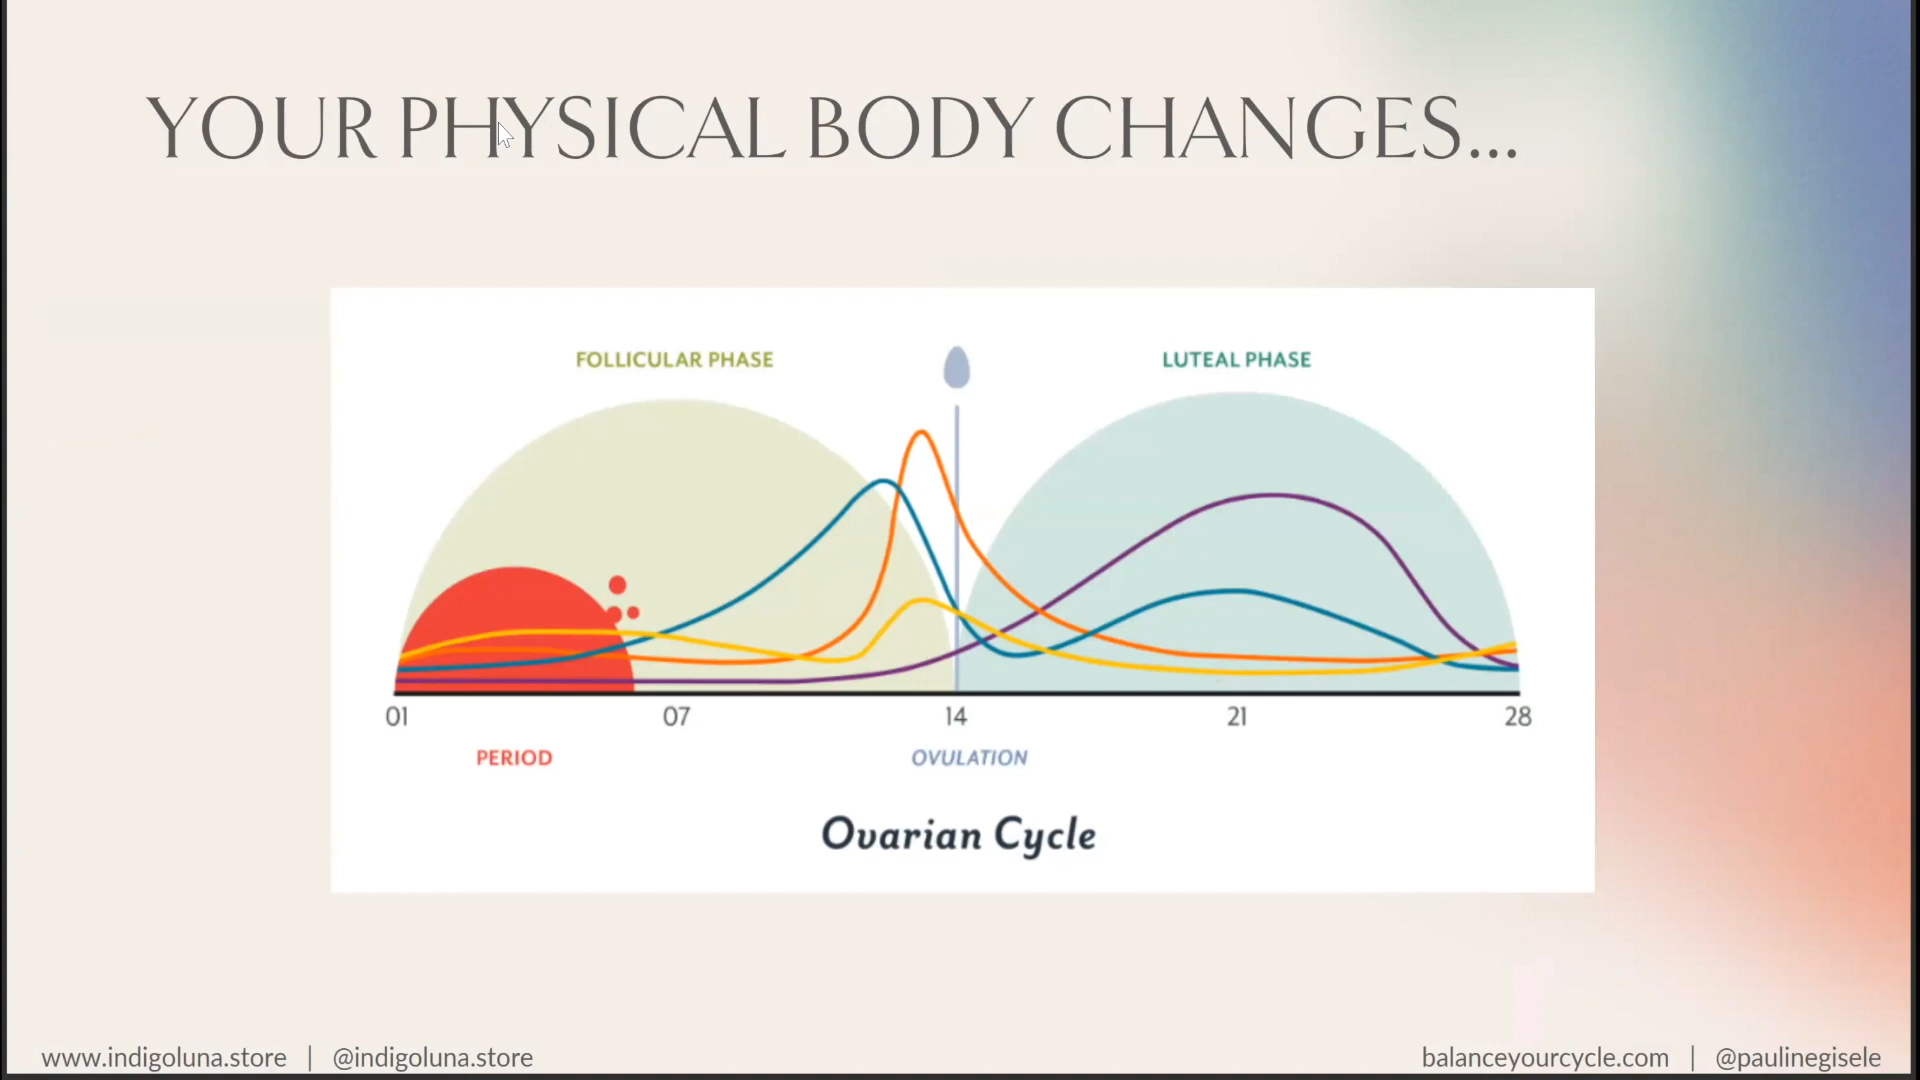 YOUR PHYSICAL BODY CHANGES...
FOLLICULAR PHASE
LUTEAL PHASE
01 07 14 21 28
PERIOD
OVULATION
Ovarian Cycle
www.indigoluna.store | @indigoluna.store
balanceyourcycle.com | @paulinegisele